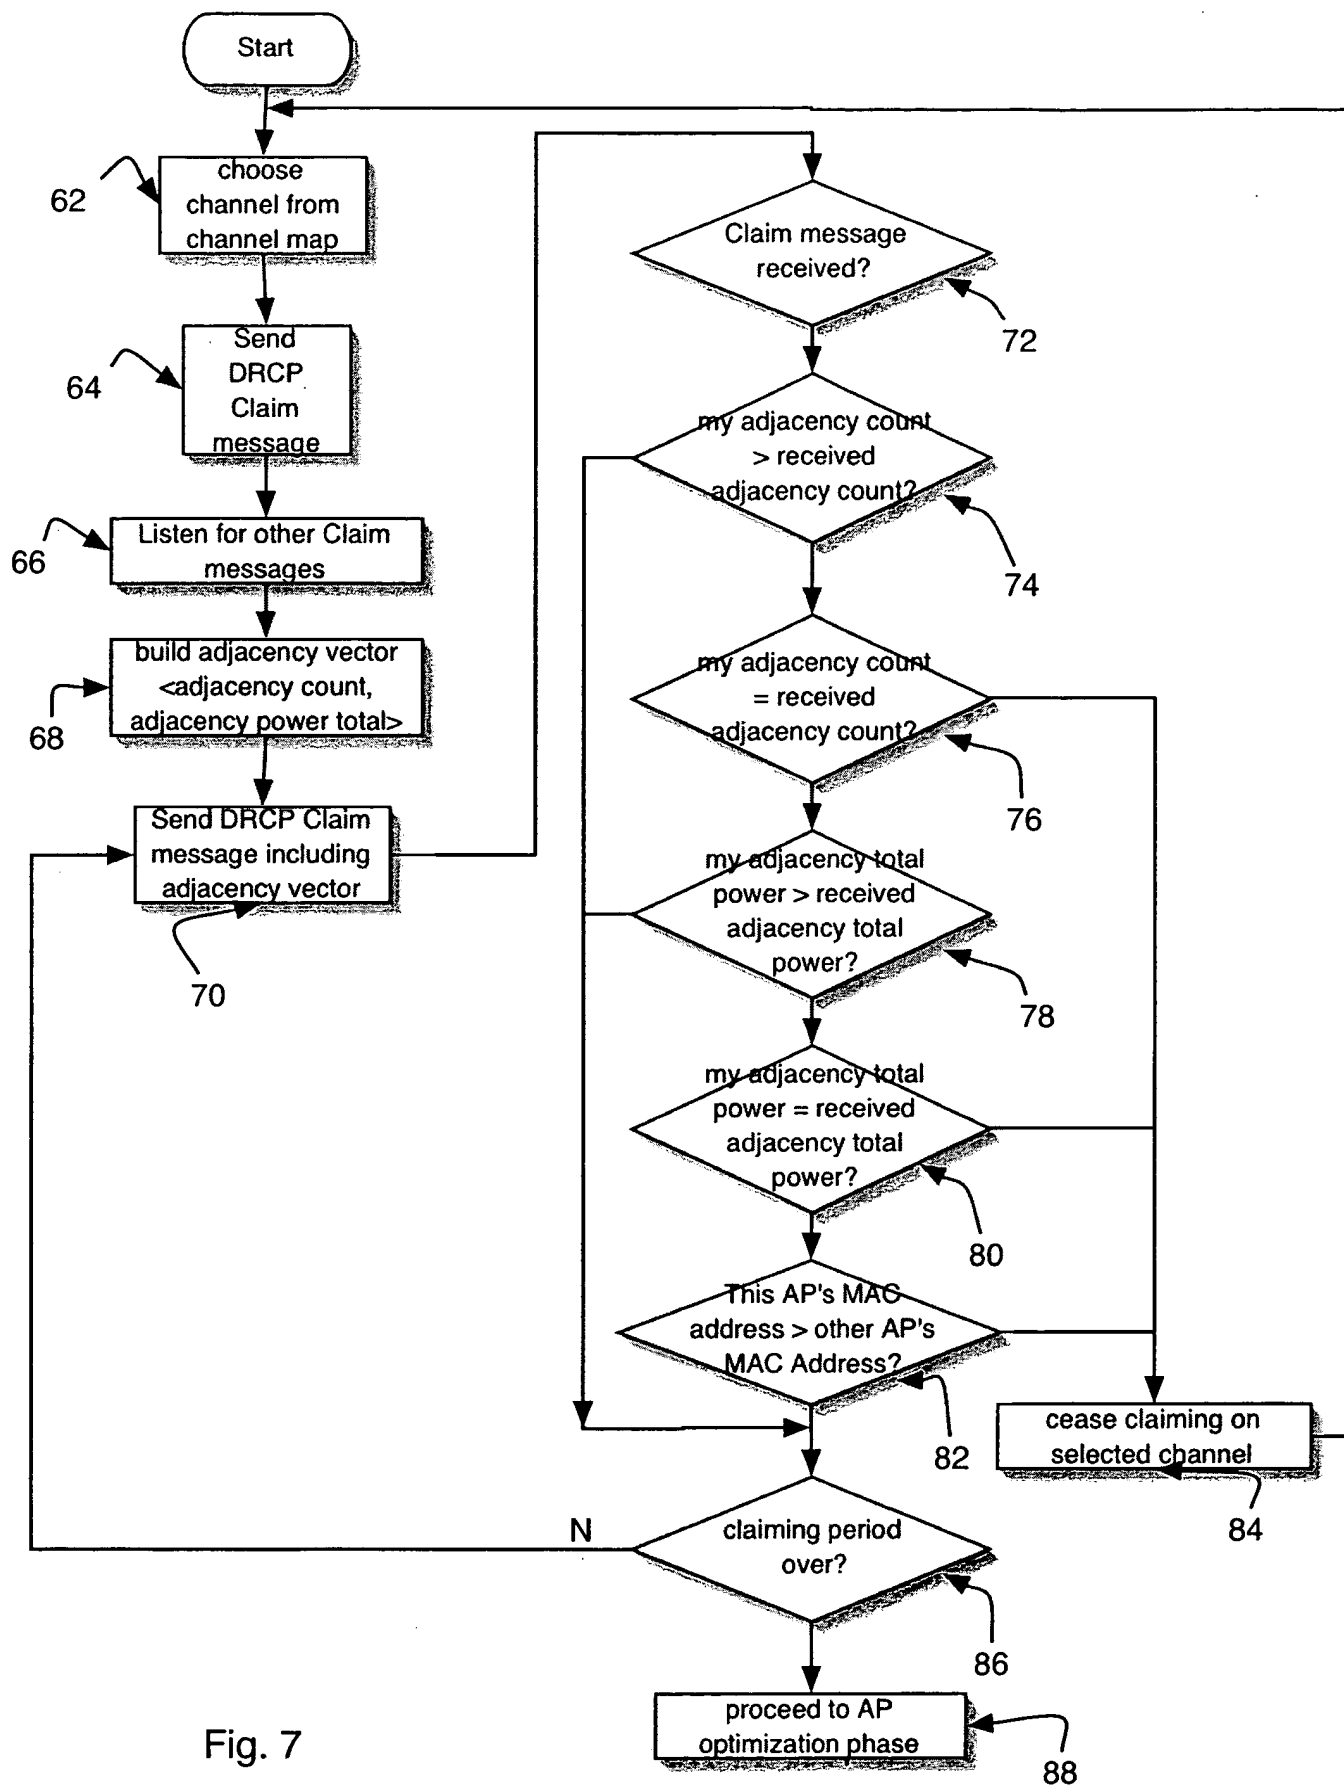 Start
choose
channel from
channel map
62
Send
DRCP
Claim
message
64
Listen for other Claim
messages
66
build adjacency vector
<adjacency count,
adjacency power total>
68
Send DRCP Claim
message including
adjacency vector
70
Claim message
received?
72
my adjacency count
> received
adjacency count?
74
my adjacency count
= received
adjacency count?
76
my adjacency total
power > received
adjacency total
power?
78
my adjacency total
power = received
adjacency total
power?
80
This AP's MAC
address > other AP's
MAC Address?
82
cease claiming on
selected channel
84
N
claiming period
over?
86
proceed to AP
optimization phase
88
Fig. 7